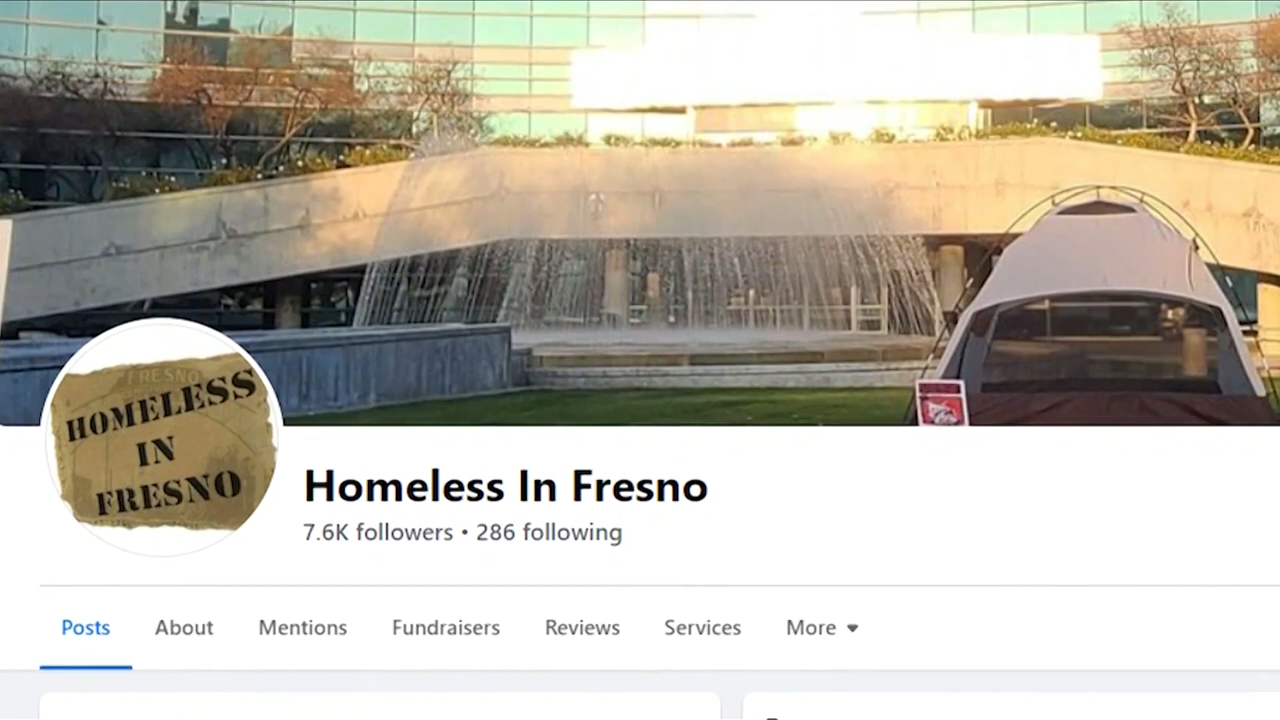 FRESNO
HOMELESS
IN
FRESNO
Homeless In Fresno
7.6K followers • 286 following
Posts About Mentions Fundraisers Reviews Services More